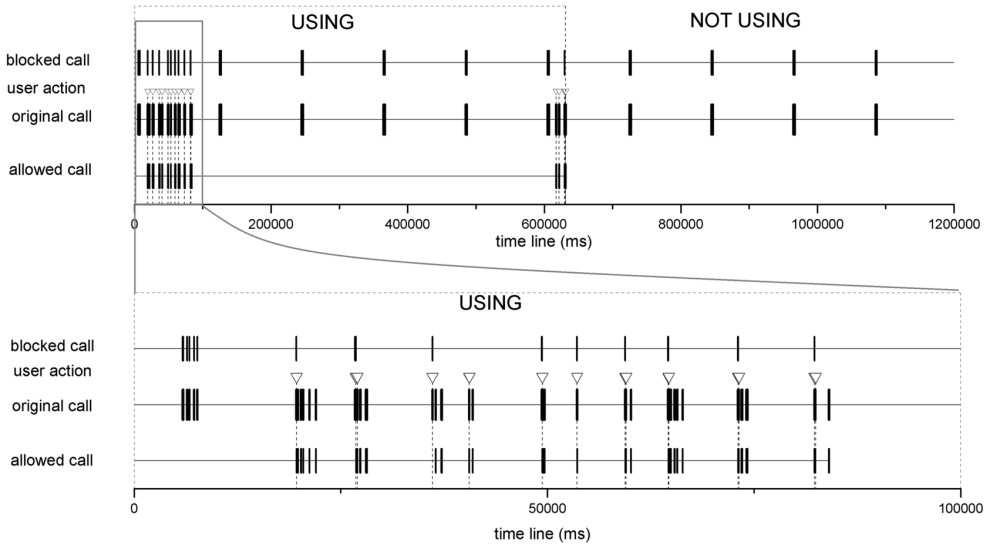 USING NOT USING
blocked call
user action
original call
allowed call
0 200000 400000 600000 800000 1000000 1200000
time line (ms)
USING
blocked call
user action
original call
allowed call
0 50000 100000
time line (ms)